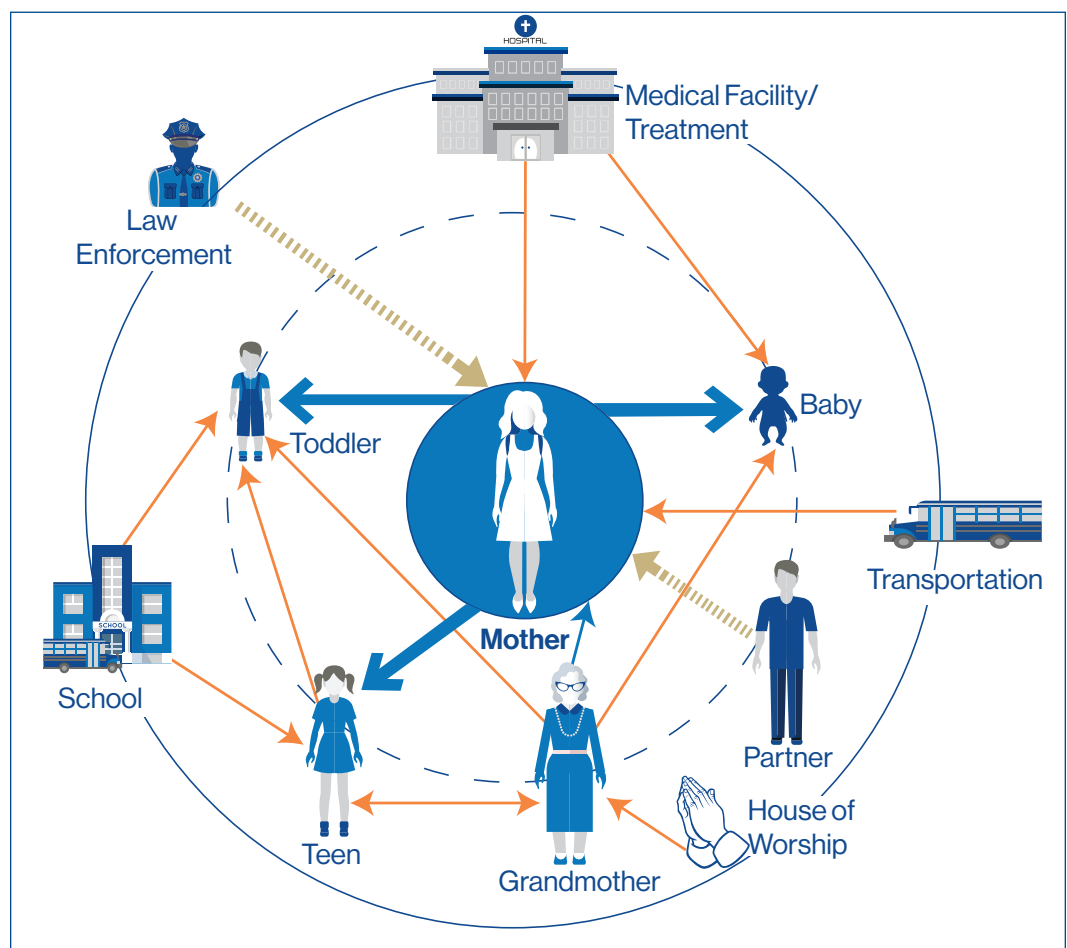 HOSPITAL
Medical Facility/
Treatment
Law
Enforcement
Toddler
Baby
Transportation
Mother
SCHOOL
School
Partner
House of
Worship
Teen
Grandmother